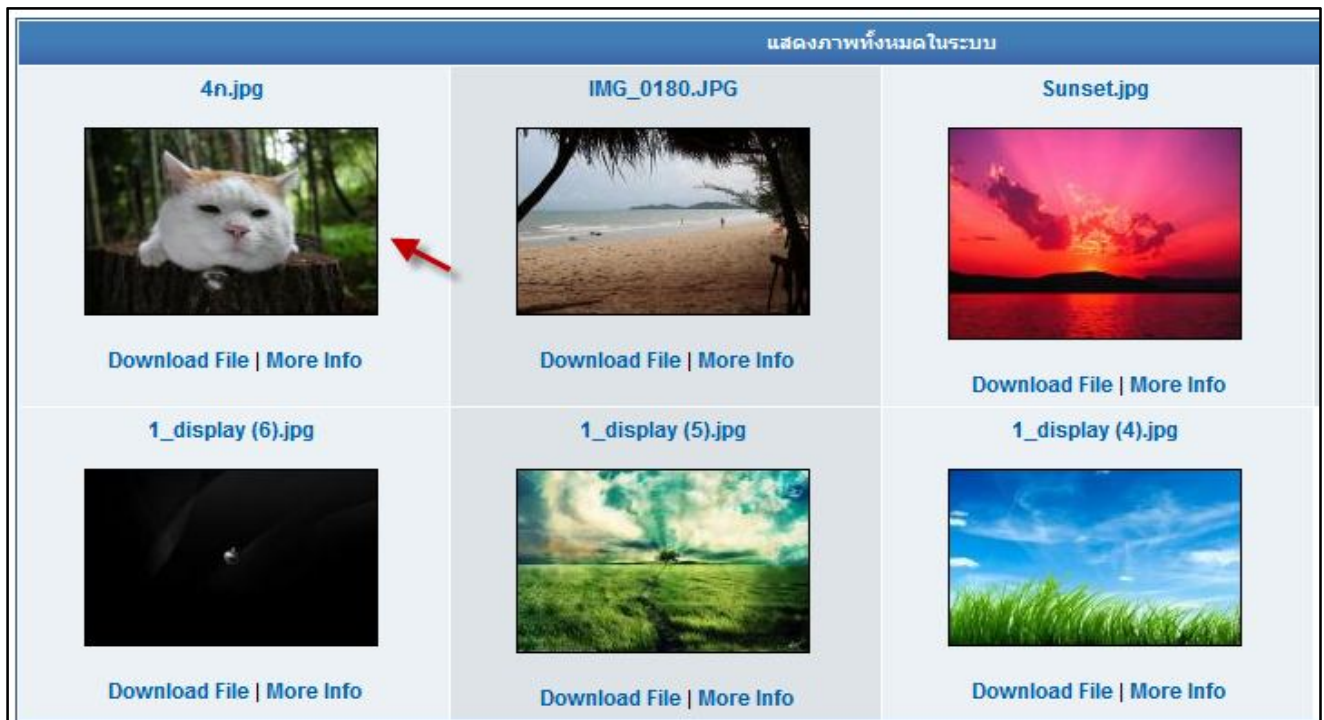 แสดงภาพทั้งหมดในระบบ
4ก.jpg
IMG_0180.JPG
Sunset.jpg
Download File | More Info
Download File | More Info
Download File | More Info
1_display (6).jpg
1_display (5).jpg
1_display (4).jpg
Download File | More Info
Download File | More Info
Download File | More Info